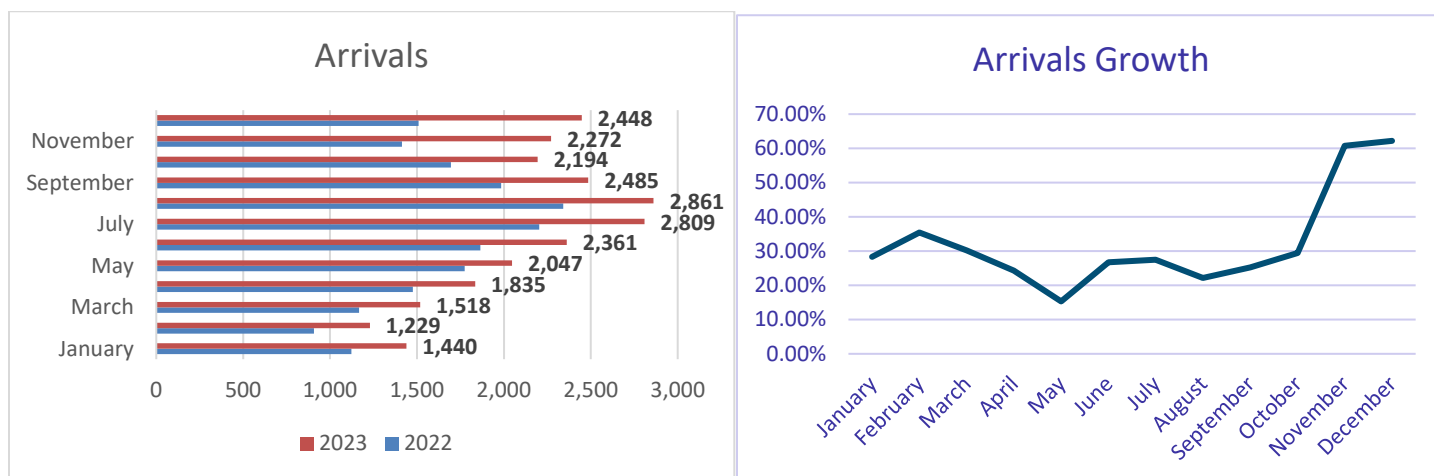 Arrivals
2,448
November
2,272
2,194
September
2,485
2,861
July
2,809
2,361
May
2,047
1,835
March
1,518
1,229
January
1,440
0 500 1,000 1,500 2,000 2,500 3,000
2023 2022
Arrivals Growth
70.00%
60.00%
50.00%
40.00%
30.00%
20.00%
10.00%
0.00%
January
February
March
April
May
June
July
August
September
October
November
December